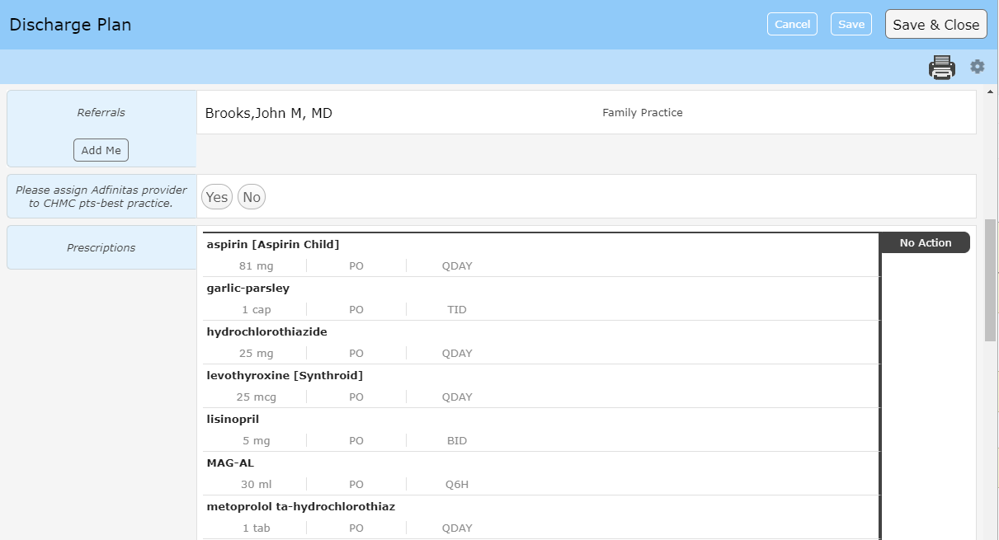 Discharge Plan
Cancel
Save
Save & Close
Referrals
Add Me
Brooks,John M, MD
Family Practice
Please assign Adfinitas provider
to CHMC pts-best practice.
Yes
No
Prescriptions
No Action
aspirin [Aspirin Child]
81 mg PO QDAY
garlic-parsley
1 cap PO TID
hydrochlorothiazide
25 mg PO QDAY
levothyroxine [Synthroid]
25 mcg PO QDAY
lisinopril
5 mg PO BID
MAG-AL
30 ml PO Q6H
metoprolol ta-hydrochlorothiaz
1 tab PO QDAY